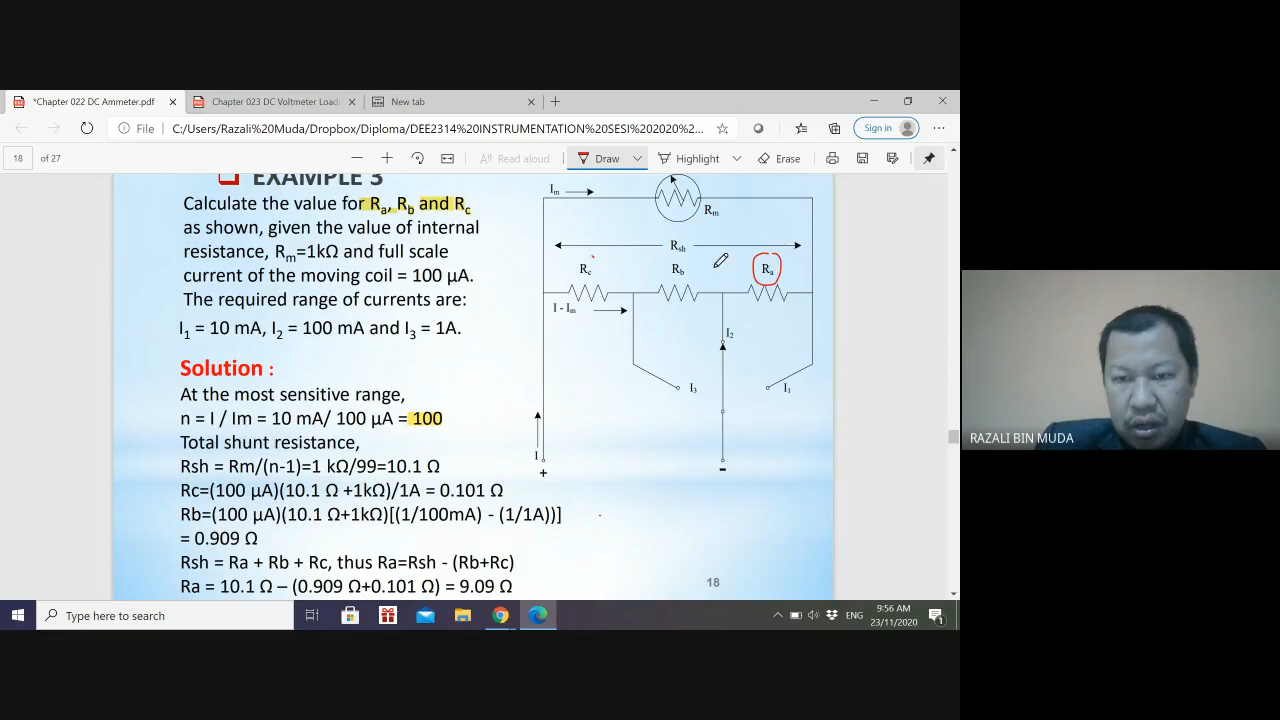 *Chapter 022 DC Ammeter.pdf
Chapter 023 DC Voltmeter Load
New tab
File
C:/Users/Razali%20Muda/Dropbox/Diploma/DEE2314%20INSTRUMENTATION%20SESI%202020%2...
Sign in
18 of 27
Read aloud
Draw
Highlight
Erase
EXAMPLE 3
Calculate the value for Ra, Rb and Rc
as shown, given the value of internal
resistance, Rm=1kΩ and full scale
current of the moving coil = 100 µA.
The required range of currents are:
I1 = 10 mA, I2 = 100 mA and I3 = 1A.
Solution :
At the most sensitive range,
n = I / Im = 10 mA/ 100 µA = 100
Total shunt resistance,
Rsh = Rm/(n-1)=1 kΩ/99=10.1 Ω
Rc=(100 µA)(10.1 Ω +1kΩ)/1A = 0.101 Ω
Rb=(100 µA)(10.1 Ω+1kΩ)[(1/100mA) - (1/1A))]
= 0.909 Ω
Rsh = Ra + Rb + Rc, thus Ra=Rsh - (Rb+Rc)
Ra = 10.1 Ω – (0.909 Ω+0.101 Ω) = 9.09 Ω
Im
Rm
Rsh
Rc
Rb
Ra
I - Im
I2
I3
I1
I
+
-
18
RAZALI BIN MUDA
Type here to search
ENG
9:56 AM
23/11/2020
1